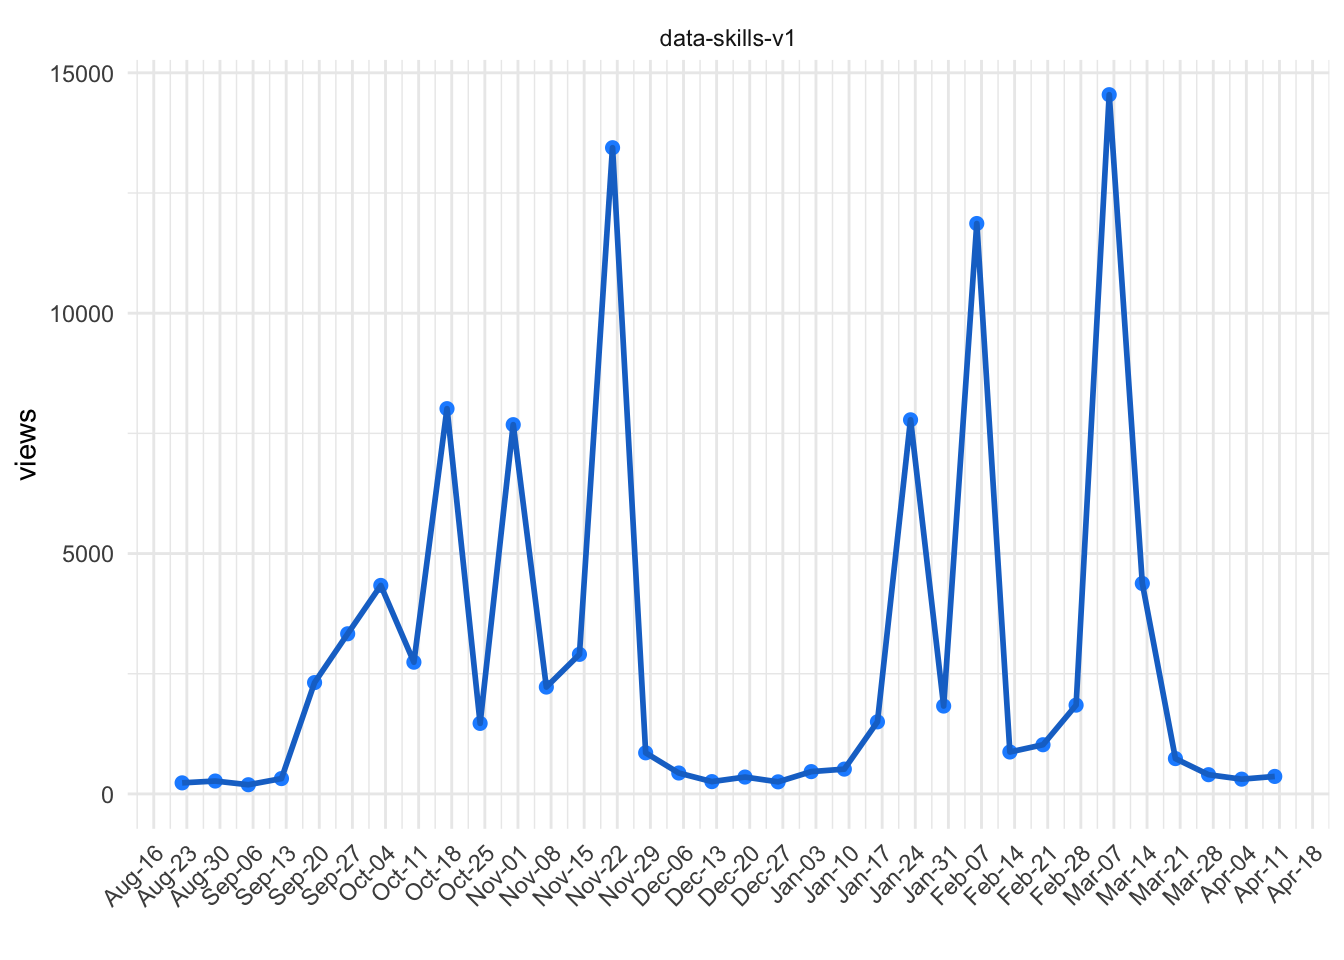 data-skills-v1
15000
10000
5000
0
views
Aug-16
Aug-23
Aug-30
Sep-06
Sep-13
Sep-20
Sep-27
Oct-04
Oct-11
Oct-18
Oct-25
Nov-01
Nov-08
Nov-15
Nov-22
Nov-29
Dec-06
Dec-13
Dec-20
Dec-27
Jan-03
Jan-10
Jan-17
Jan-24
Jan-31
Feb-07
Feb-14
Feb-21
Feb-28
Mar-07
Mar-14
Mar-21
Mar-28
Apr-04
Apr-11
Apr-18